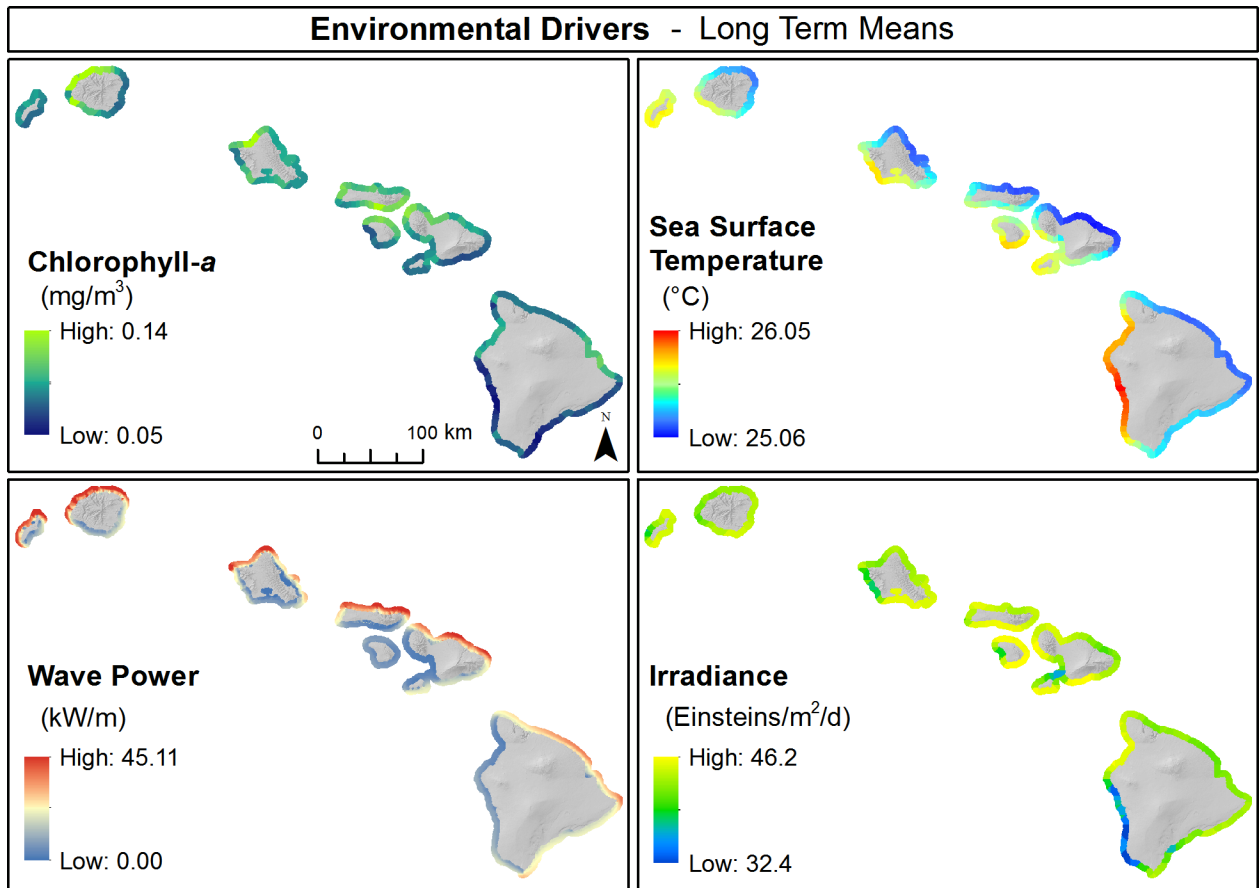 Environmental Drivers - Long Term Means
Chlorophyll-a
(mg/m³)
High: 0.14
Low: 0.05
0 100 km
N
Sea Surface
Temperature
(°C)
High: 26.05
Low: 25.06
Wave Power
(kW/m)
High: 45.11
Low: 0.00
Irradiance
(Einsteins/m²/d)
High: 46.2
Low: 32.4